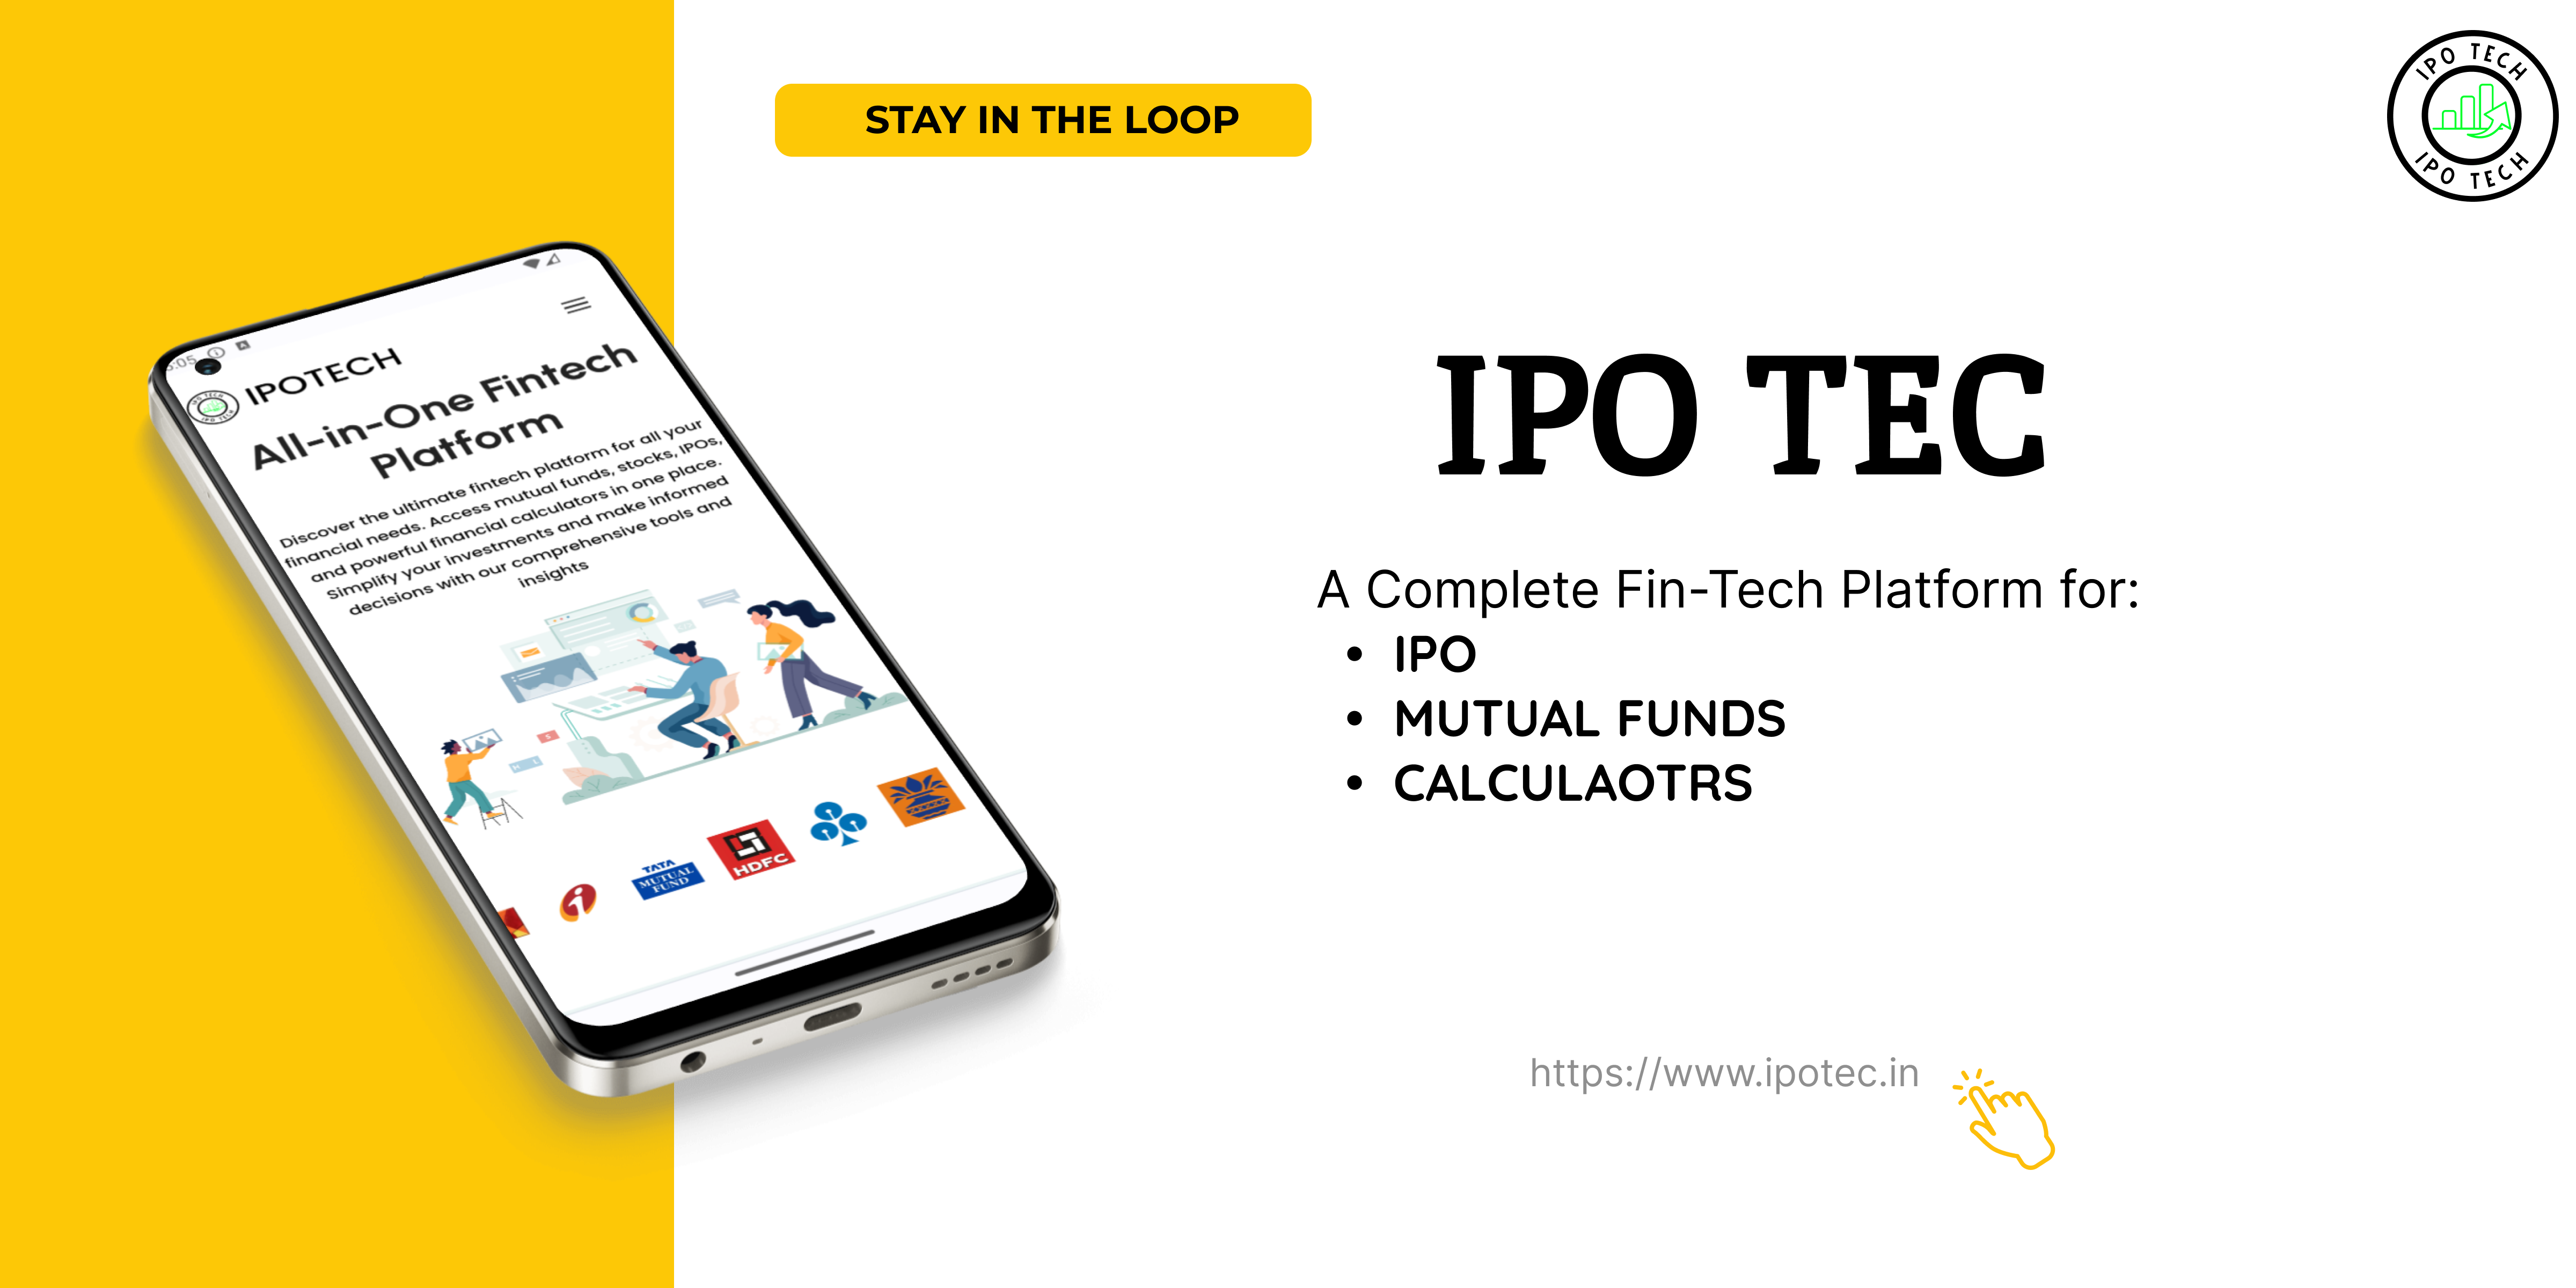 STAY IN THE LOOP
IPO TECH
IPO TECH
IPOTECH
All-in-One Fintech
Platform
Discover the ultimate fintech platform for all your
financial needs. Access mutual funds, stocks, IPOs,
and powerful financial calculators in one place.
Simplify your investments and make informed
decisions with our comprehensive tools and
insights
TATA
MUTUAL
FUND
HDFC
IPO TEC
A Complete Fin-Tech Platform for:
• IPO
• MUTUAL FUNDS
• CALCULAOTRS
https://www.ipotec.in